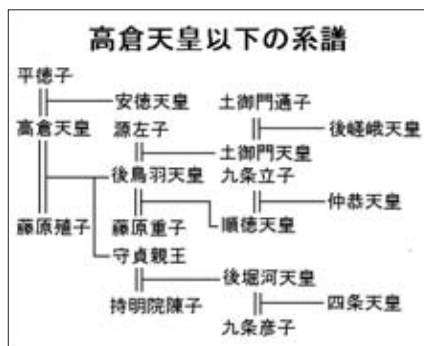 高倉天皇以下の系譜
平徳子
安徳天皇
土御門通子
高倉天皇
源左子
後嵯峨天皇
土御門天皇
後鳥羽天皇
九条立子
仲恭天皇
藤原殖子
藤原重子
順徳天皇
守貞親王
後堀河天皇
持明院陳子
四条天皇
九条彦子